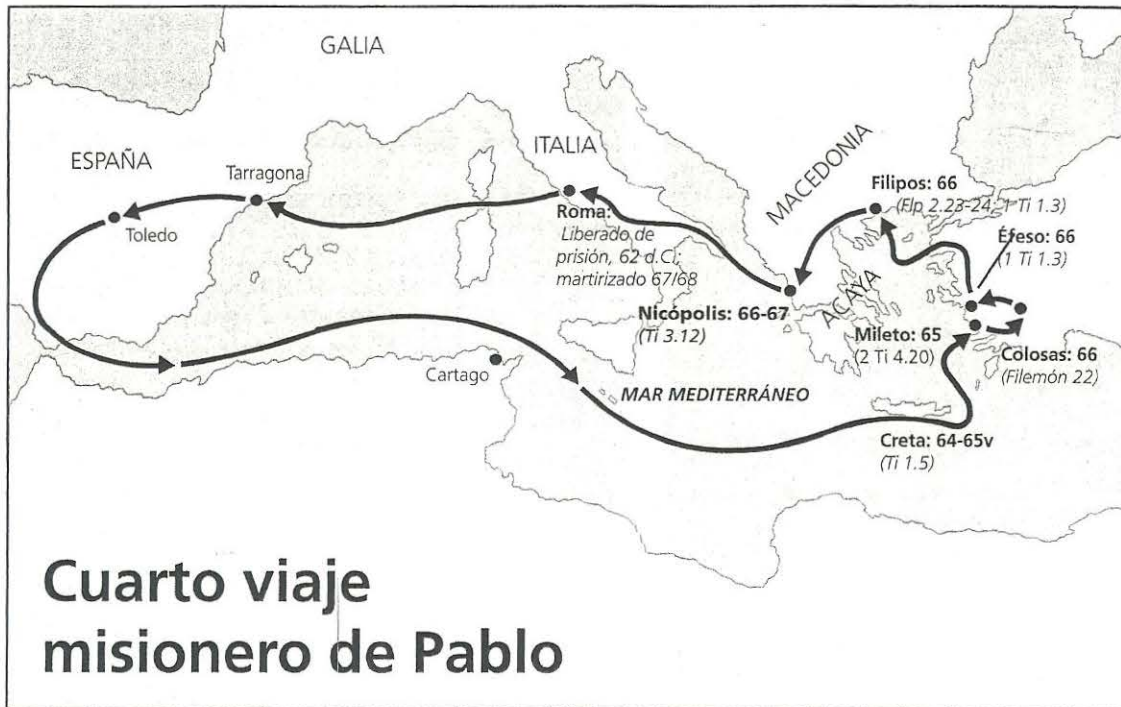 GALIA
ESPAÑA
Tarragona
Toledo
ITALIA
Roma:
Liberado de
prisión, 62 d.C.;
martirizado 67/68
MACEDONIA
Filipos: 66
(Flp 2.23-24; 1 Ti 1.3)
Éfeso: 66
(1 Ti 1.3)
ACAYA
Nicópolis: 66-67
(Ti 3.12)
Mileto: 65
(2 Ti 4.20)
Colosas: 66
(Filemón 22)
Cartago
MAR MEDITERRÁNEO
Creta: 64-65v
(Ti 1.5)
Cuarto viaje
misionero de Pablo